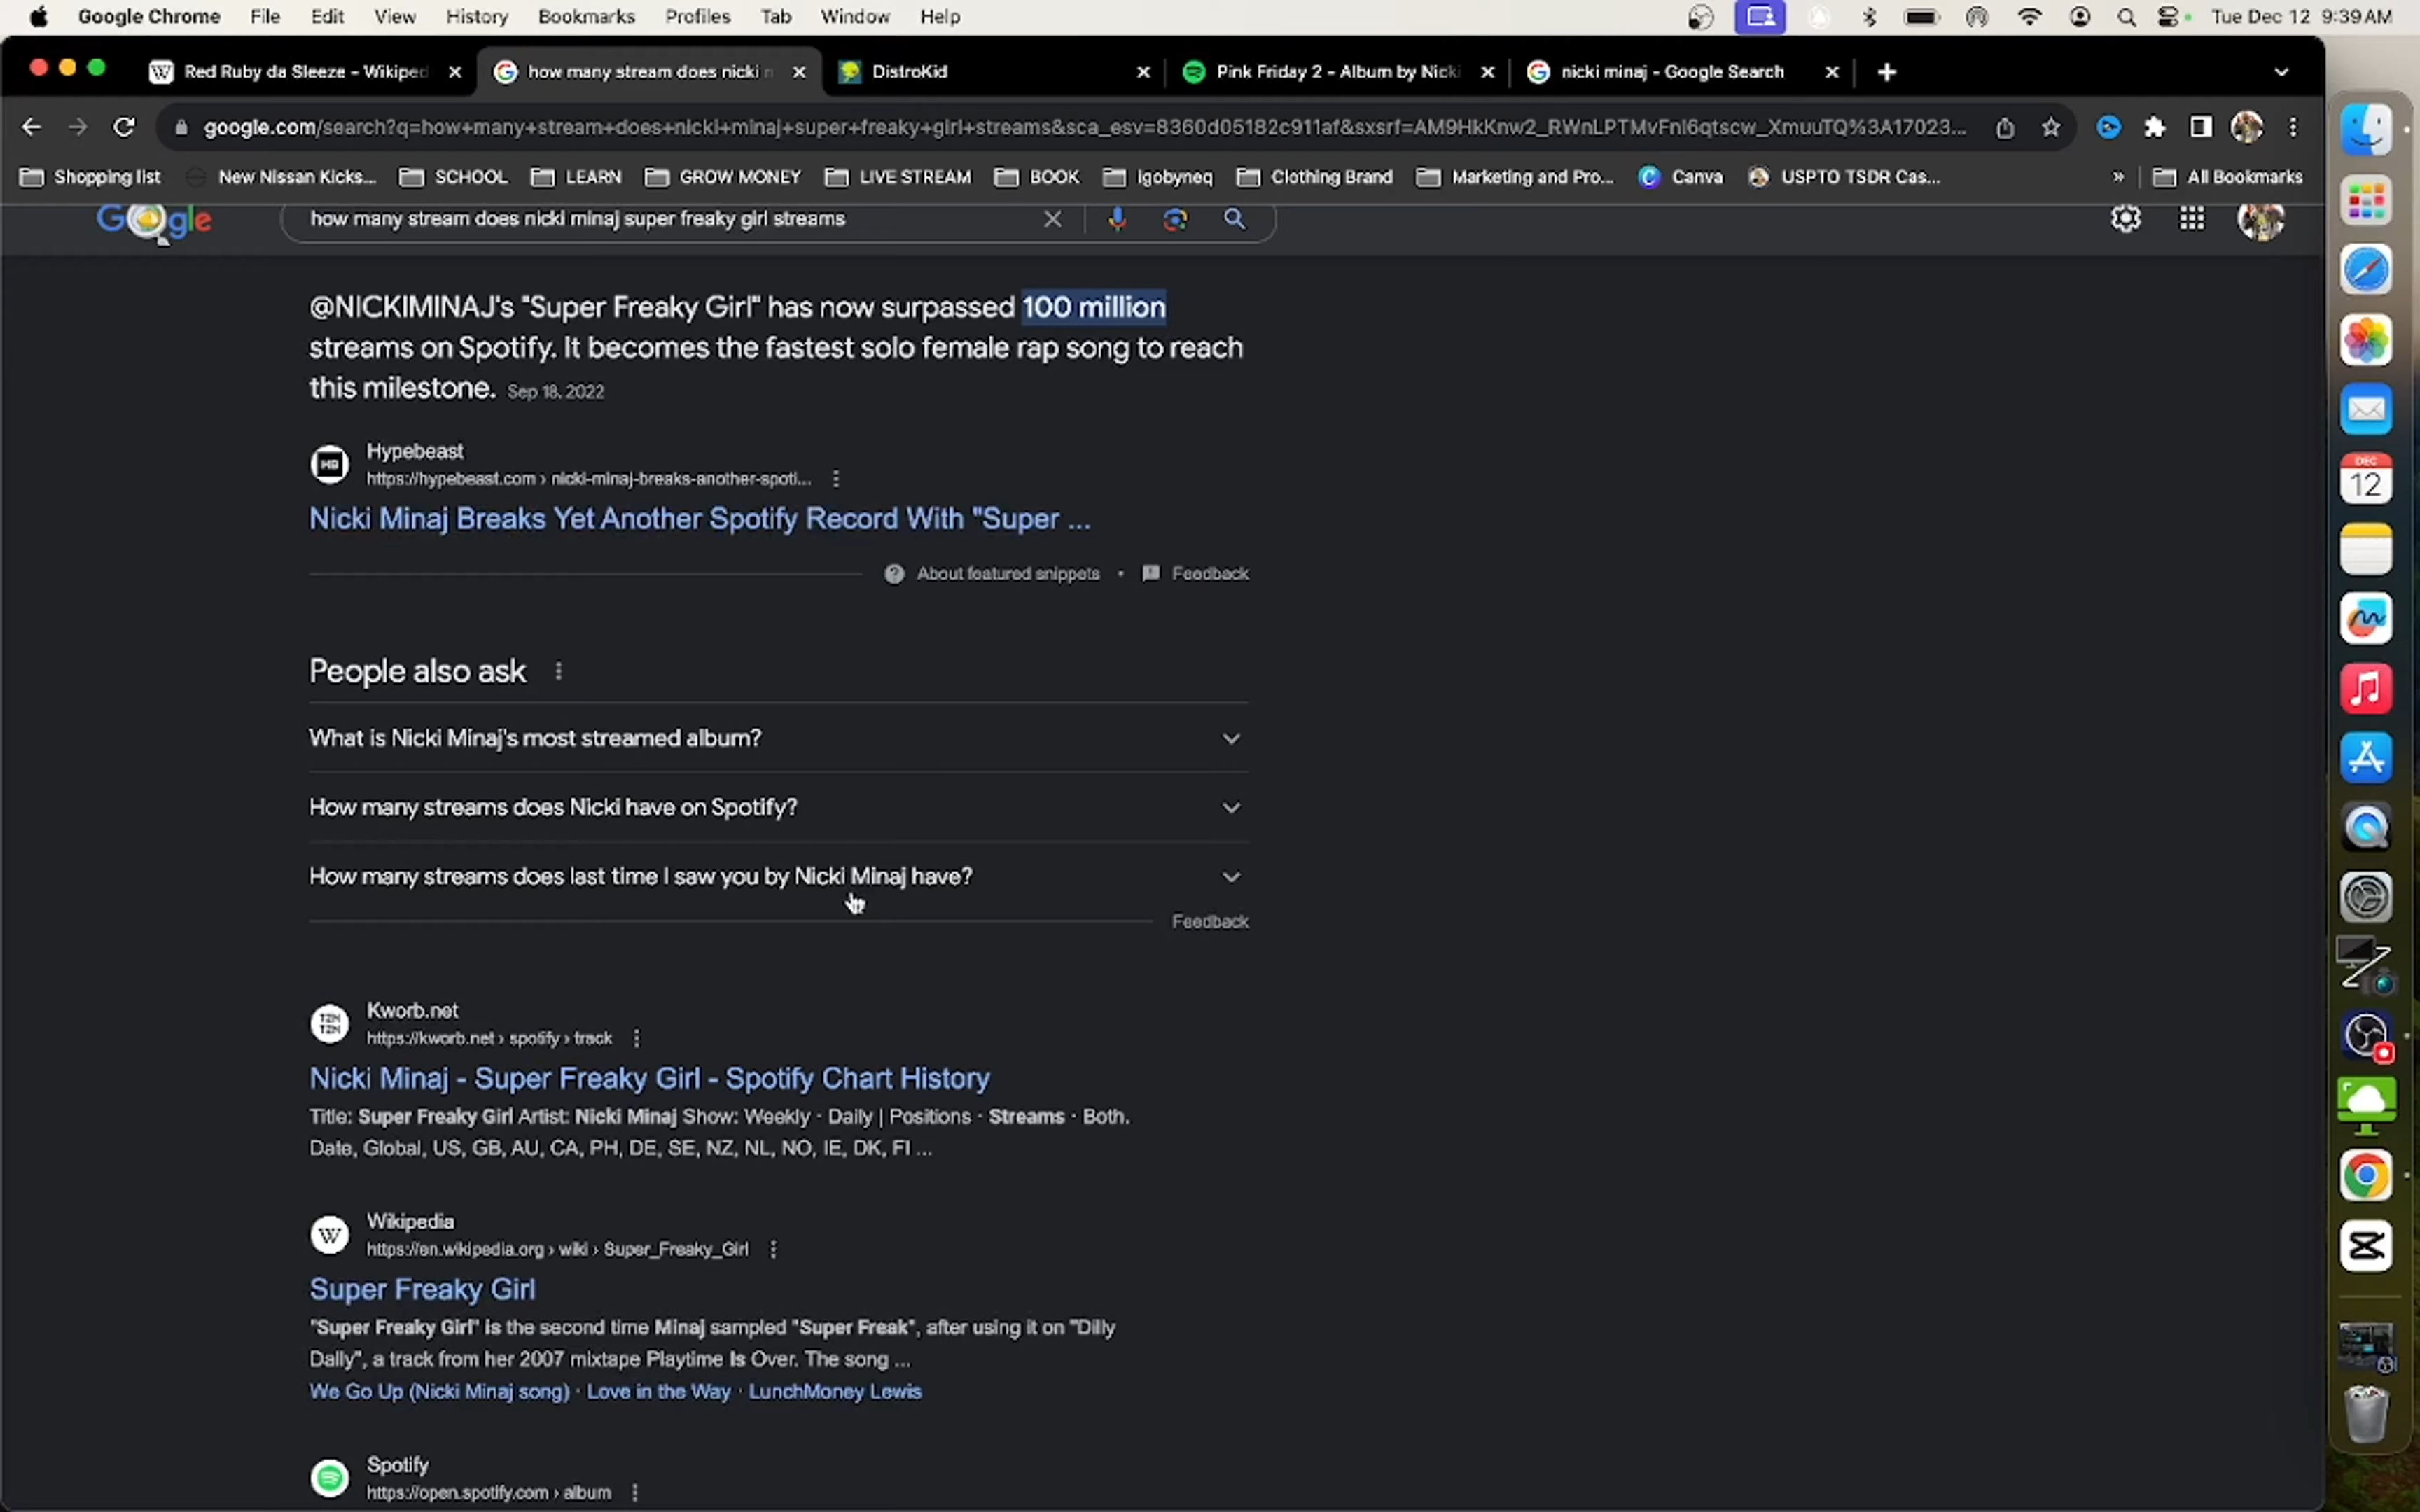 Google Chrome File Edit View History Bookmarks Profiles Tab Window Help Tue Dec 12 9:39 AM
Red Ruby da Sleeze - Wikiped how many stream does nicki n DistroKid Pink Friday 2 - Album by Nicki nicki minaj - Google Search
google.com/search?q=how+many+stream+does+nicki+minaj+super+freaky+girl+streams&sca_esv=8360d05182c911af&sxsrf=AM9HkKnw2_RWnLPTMvFnl6qtscw_XmuuTQ%3A17023...
Shopping list New Nissan Kicks... SCHOOL LEARN GROW MONEY LIVE STREAM BOOK Igobyneq Clothing Brand Marketing and Pro... Canva USPTO TSDR Cas... » All Bookmarks
Google how many stream does nicki minaj super freaky girl streams
@NICKIMINAJ's "Super Freaky Girl" has now surpassed 100 million
streams on Spotify. It becomes the fastest solo female rap song to reach
this milestone. Sep 18, 2022
Hypebeast
https://hypebeast.com › nicki-minaj-breaks-another-spoti...
Nicki Minaj Breaks Yet Another Spotify Record With "Super ...
About featured snippets • Feedback
People also ask
What is Nicki Minaj's most streamed album?
How many streams does Nicki have on Spotify?
How many streams does last time I saw you by Nicki Minaj have?
Feedback
Kworb.net
https://kworb.net › spotify › track
Nicki Minaj - Super Freaky Girl - Spotify Chart History
Title: Super Freaky Girl Artist: Nicki Minaj Show: Weekly · Daily | Positions · Streams · Both.
Date, Global, US, GB, AU, CA, PH, DE, SE, NZ, NL, NO, IE, DK, FI ...
Wikipedia
https://en.wikipedia.org › wiki › Super_Freaky_Girl
Super Freaky Girl
"Super Freaky Girl" is the second time Minaj sampled "Super Freak", after using it on "Dilly
Dally", a track from her 2007 mixtape Playtime Is Over. The song ...
We Go Up (Nicki Minaj song) · Love in the Way · LunchMoney Lewis
Spotify
https://open.spotify.com › album
DEC
12